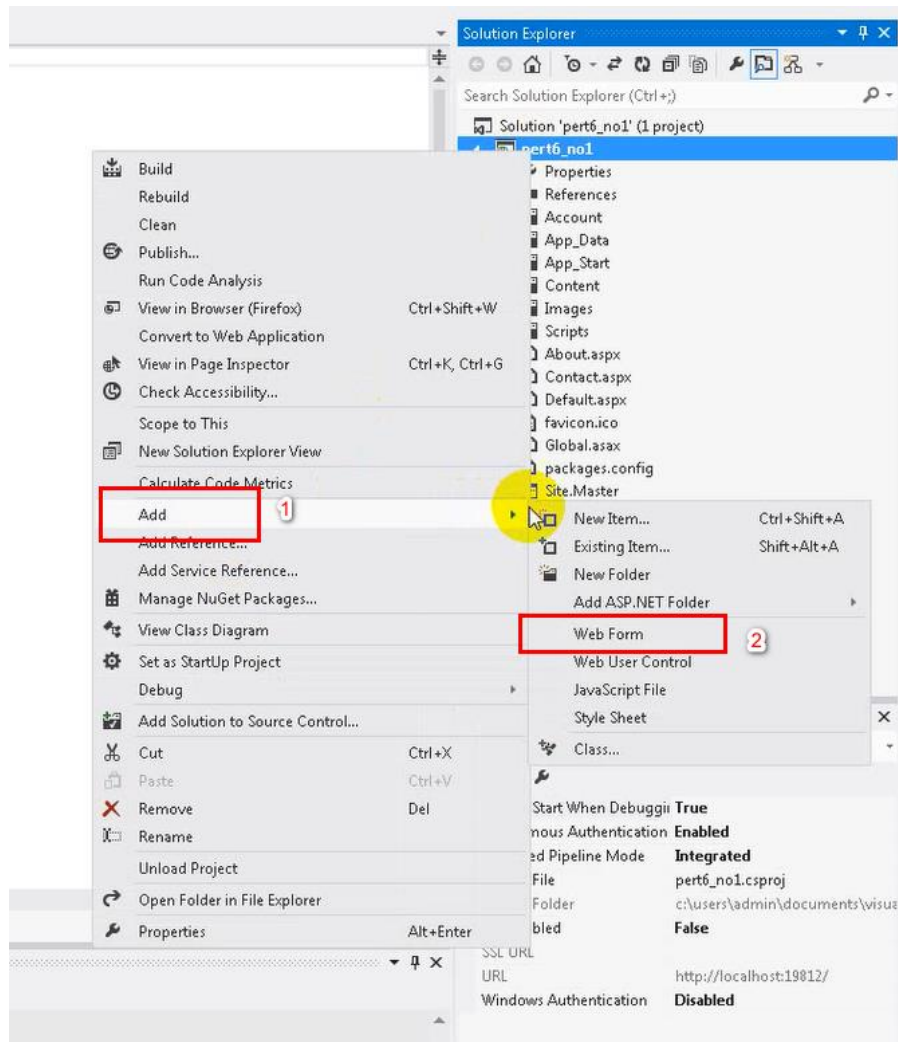 Solution Explorer
Search Solution Explorer (Ctrl+;)
Solution 'pert6_no1' (1 project)
pert6_no1
Properties
References
Account
App_Data
App_Start
Content
Images
Scripts
About.aspx
Contact.aspx
Default.aspx
favicon.ico
Global.asax
packages.config
Site.Master
Build
Rebuild
Clean
Publish...
Run Code Analysis
View in Browser (Firefox) Ctrl+Shift+W
Convert to Web Application
View in Page Inspector Ctrl+K, Ctrl+G
Check Accessibility...
Scope to This
New Solution Explorer View
Calculate Code Metrics
Add 1
Add Reference...
Add Service Reference...
Manage NuGet Packages...
View Class Diagram
Set as StartUp Project
Debug
Add Solution to Source Control...
Cut Ctrl+X
Paste Ctrl+V
Remove Del
Rename
Unload Project
Open Folder in File Explorer
Properties Alt+Enter
New Item... Ctrl+Shift+A
Existing Item... Shift+Alt+A
New Folder
Add ASP.NET Folder
Web Form 2
Web User Control
JavaScript File
Style Sheet
Class...
Start When Debuggi True
mous Authentication Enabled
ed Pipeline Mode Integrated
File pert6_no1.csproj
Folder c:\users\admin\documents\visua
bled False
SSL URL
URL http://localhost:19812/
Windows Authentication Disabled